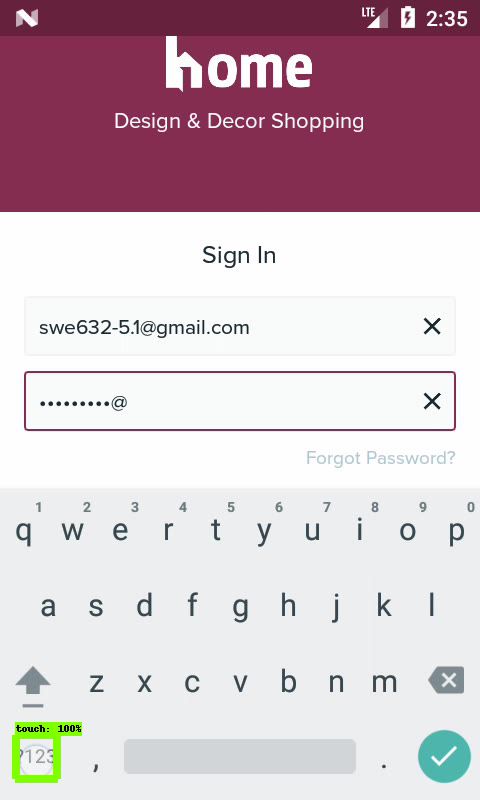 LTE 2:35
home
Design & Decor Shopping
Sign In
swe632-5.1@gmail.com
•••••••••@
Forgot Password?
1 2 3 4 5 6 7 8 9 0
q w e r t y u i o p
a s d f g h j k l
z x c v b n m
touch: 100%
?123 , .